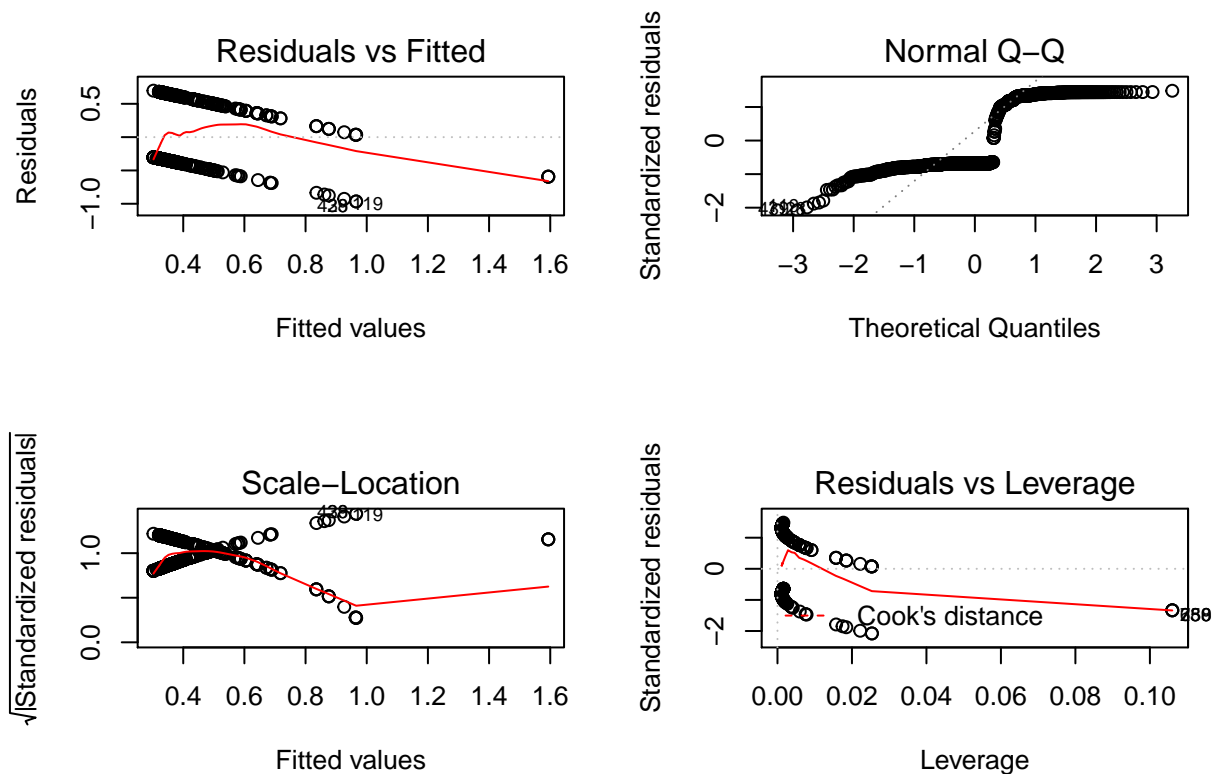 Residuals vs Fitted
Residuals
0.5
−1.0
119
0.4 0.6 0.8 1.0 1.2 1.4 1.6
Fitted values
Normal Q−Q
Standardized residuals
0
−2
−3 −2 −1 0 1 2 3
Theoretical Quantiles
Scale−Location
√|Standardized residuals|
1.0
0.0
119
0.4 0.6 0.8 1.0 1.2 1.4 1.6
Fitted values
Residuals vs Leverage
Standardized residuals
0
−2
Cook's distance
0.00 0.02 0.04 0.06 0.08 0.10
Leverage